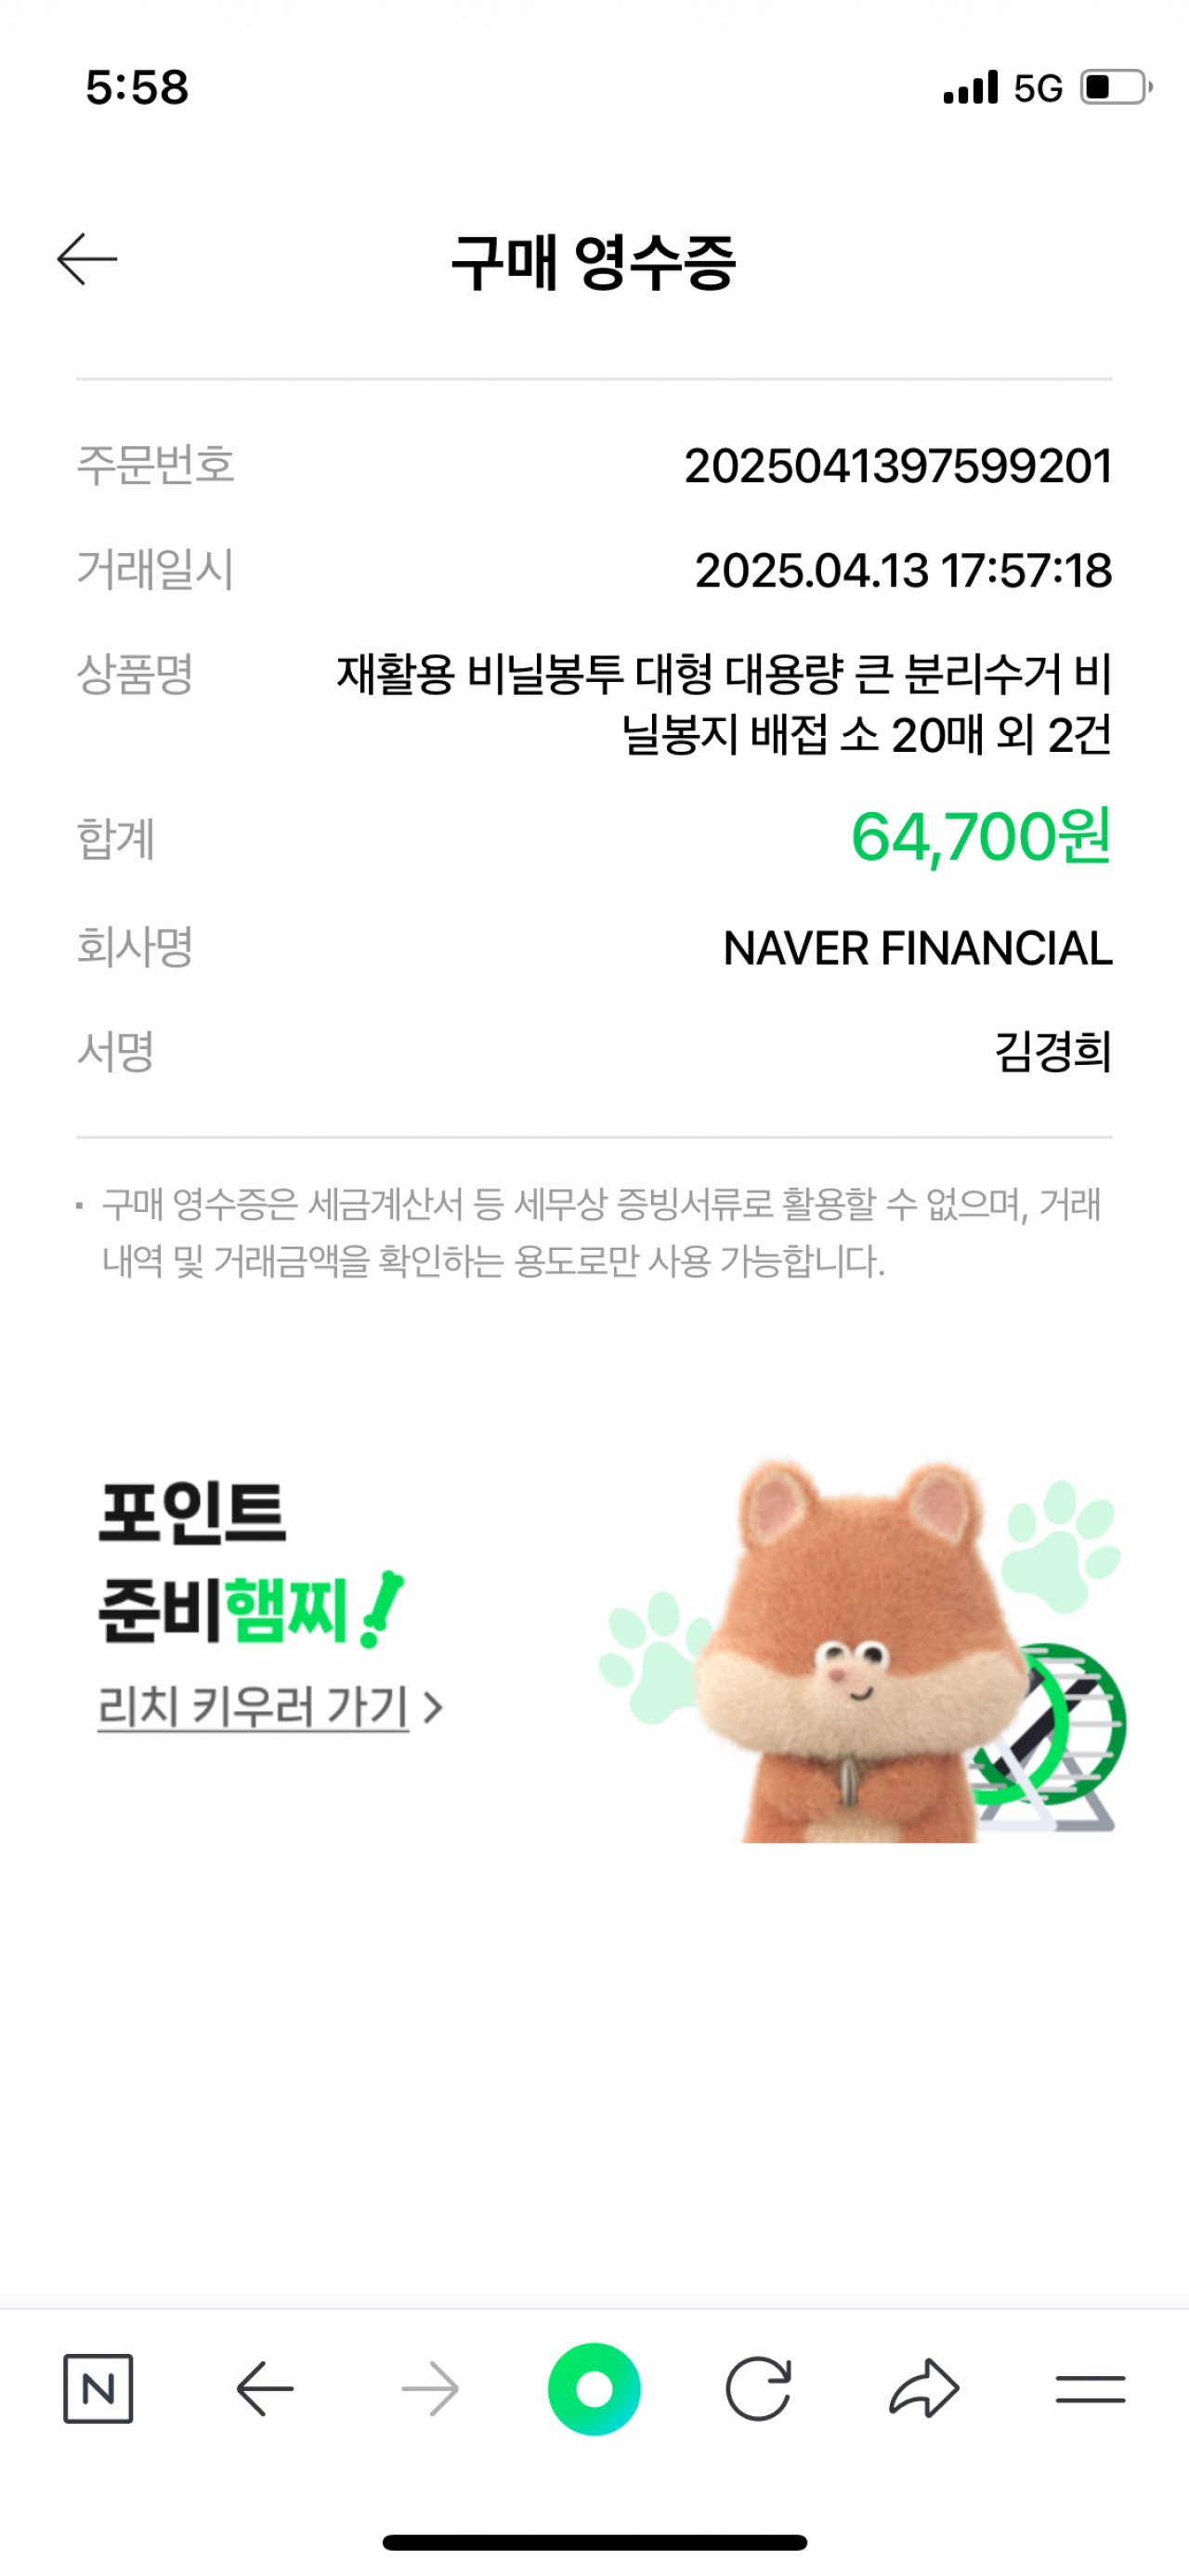 5:58
5G
구매 영수증
주문번호 2025041397599201
거래일시 2025.04.13 17:57:18
상품명 재활용 비닐봉투 대형 대용량 큰 분리수거 비
닐봉지 배접 소 20매 외 2건
합계 64,700원
회사명 NAVER FINANCIAL
서명 김경희
· 구매 영수증은 세금계산서 등 세무상 증빙서류로 활용할 수 없으며, 거래
내역 및 거래금액을 확인하는 용도로만 사용 가능합니다.
포인트
준비햄찌!
리치 키우러 가기 >
N